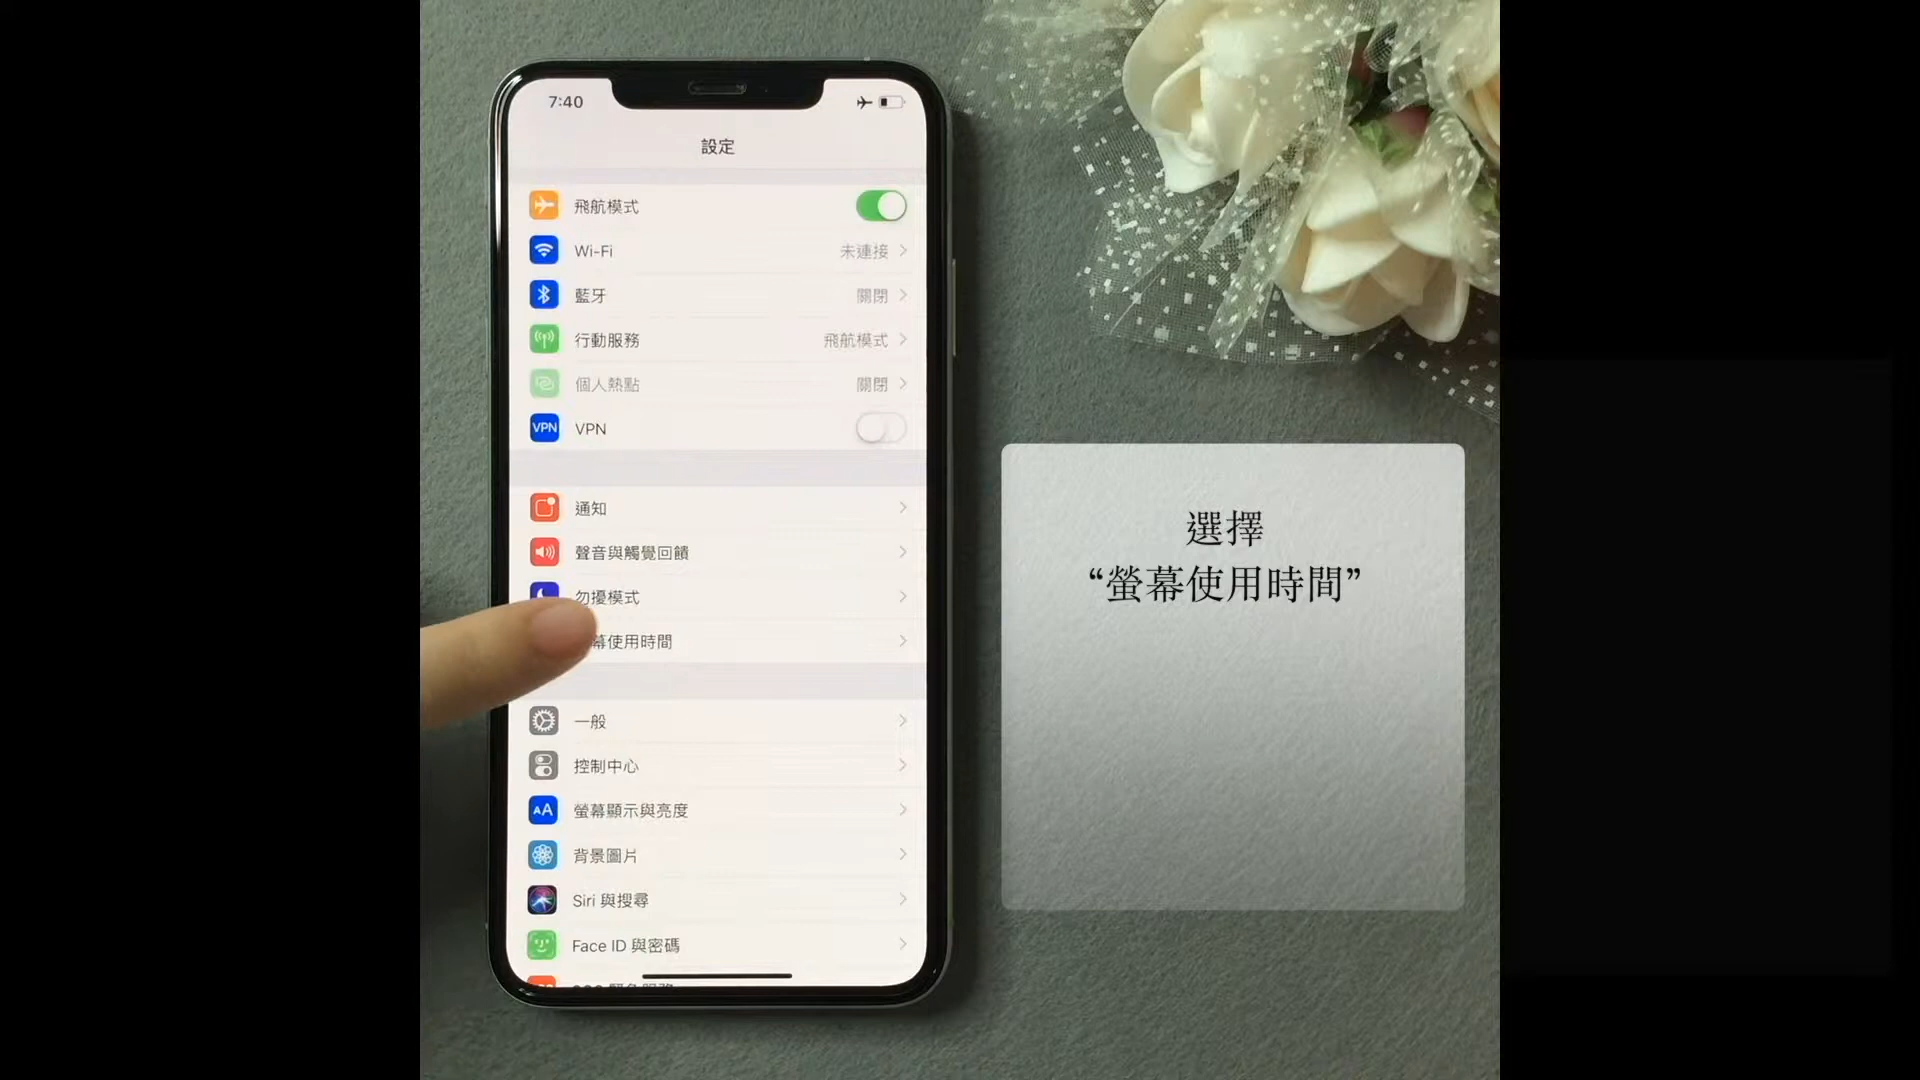 7:40
設定
飛航模式
Wi-Fi 未連接
藍牙 關閉
行動服務 飛航模式
個人熱點 關閉
VPN VPN
通知
聲音與觸覺回饋
勿擾模式
幕使用時間
一般
控制中心
AA 螢幕顯示與亮度
背景圖片
Siri 與搜尋
Face ID 與密碼
選擇
“螢幕使用時間”